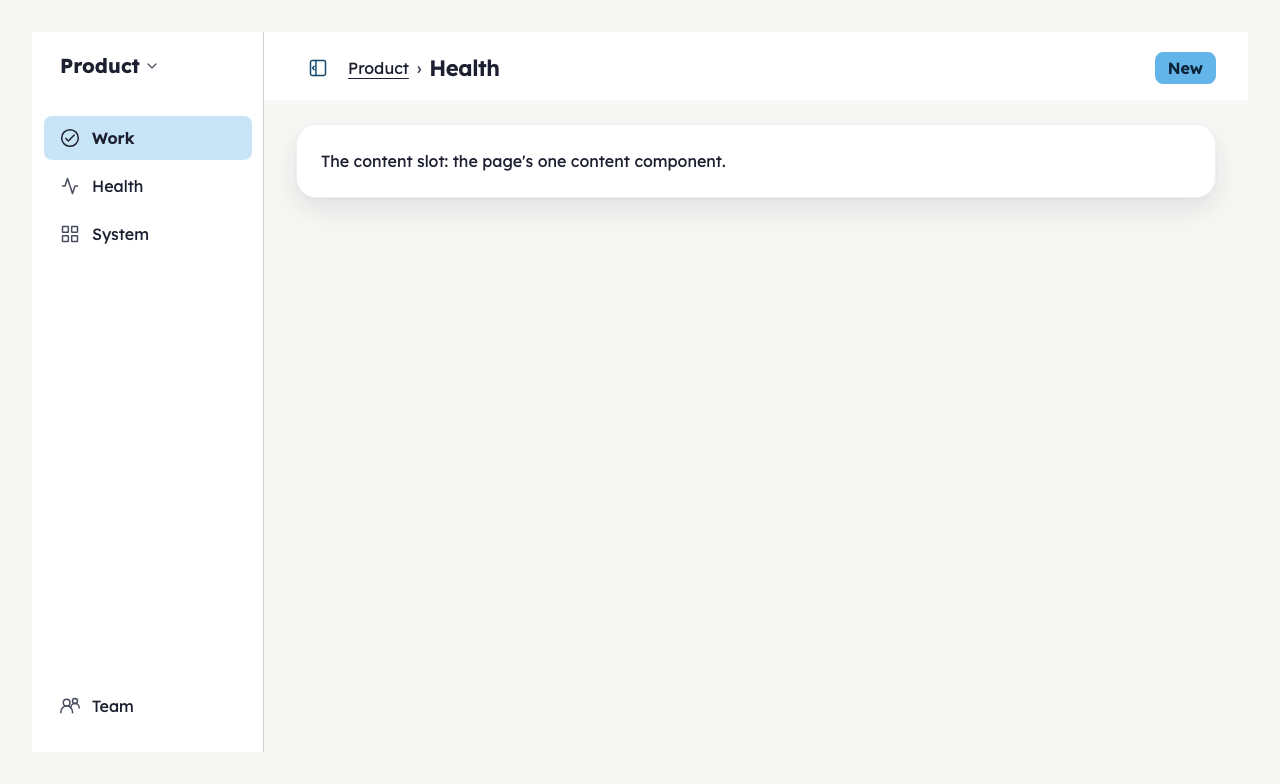 Product
Product › Health
New
Work
Health
System
The content slot: the page's one content component.
Team